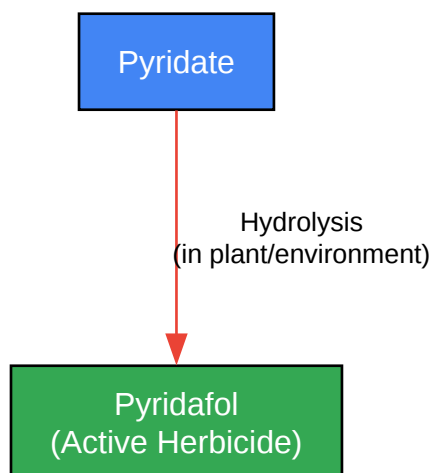 Pyridate
Hydrolysis
(in plant/environment)
Pyridafol
(Active Herbicide)